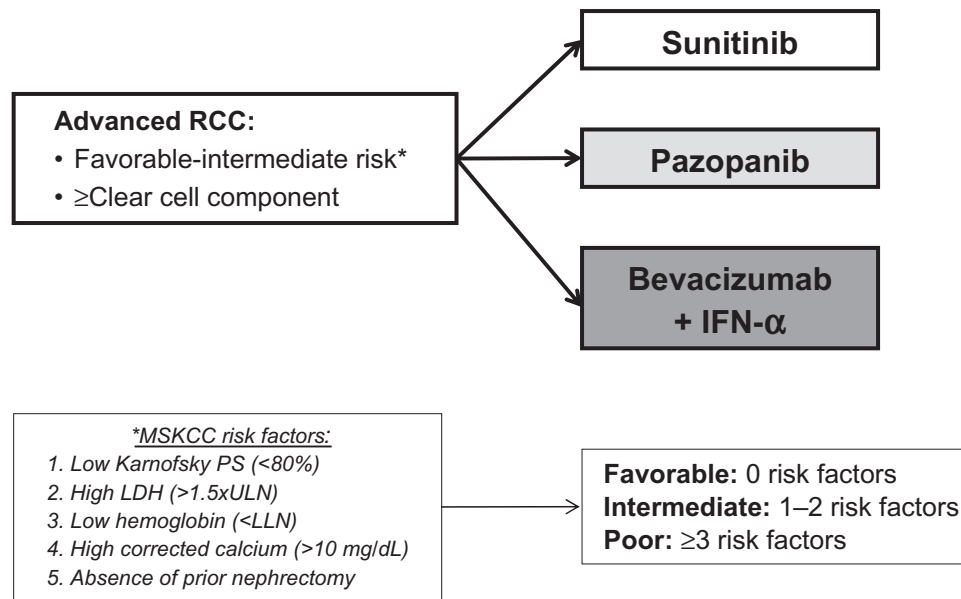 Sunitinib
Advanced RCC:
• Favorable-intermediate risk*
• ≥Clear cell component
Pazopanib
Bevacizumab
+ IFN-α
*MSKCC risk factors:
1. Low Karnofsky PS (<80%)
2. High LDH (>1.5xULN)
3. Low hemoglobin (<LLN)
4. High corrected calcium (>10 mg/dL)
5. Absence of prior nephrectomy
Favorable: 0 risk factors
Intermediate: 1–2 risk factors
Poor: ≥3 risk factors